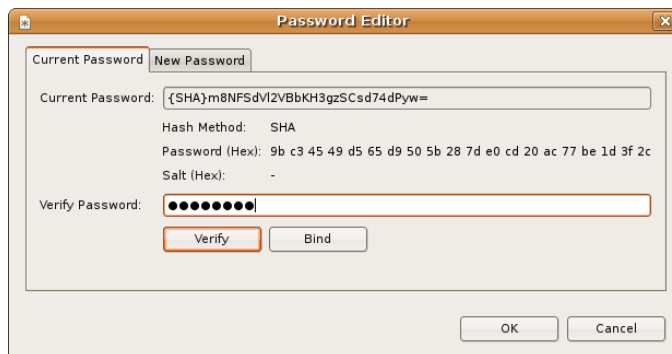 Password Editor
Current Password New Password
Current Password: {SHA}m8NFSdVl2VBbKH3gzSCsd74dPyw=
Hash Method: SHA
Password (Hex): 9b c3 45 49 d5 65 d9 50 5b 28 7d e0 cd 20 ac 77 be 1d 3f 2c
Salt (Hex): -
Verify Password: ●●●●●●●●
Verify Bind
OK Cancel